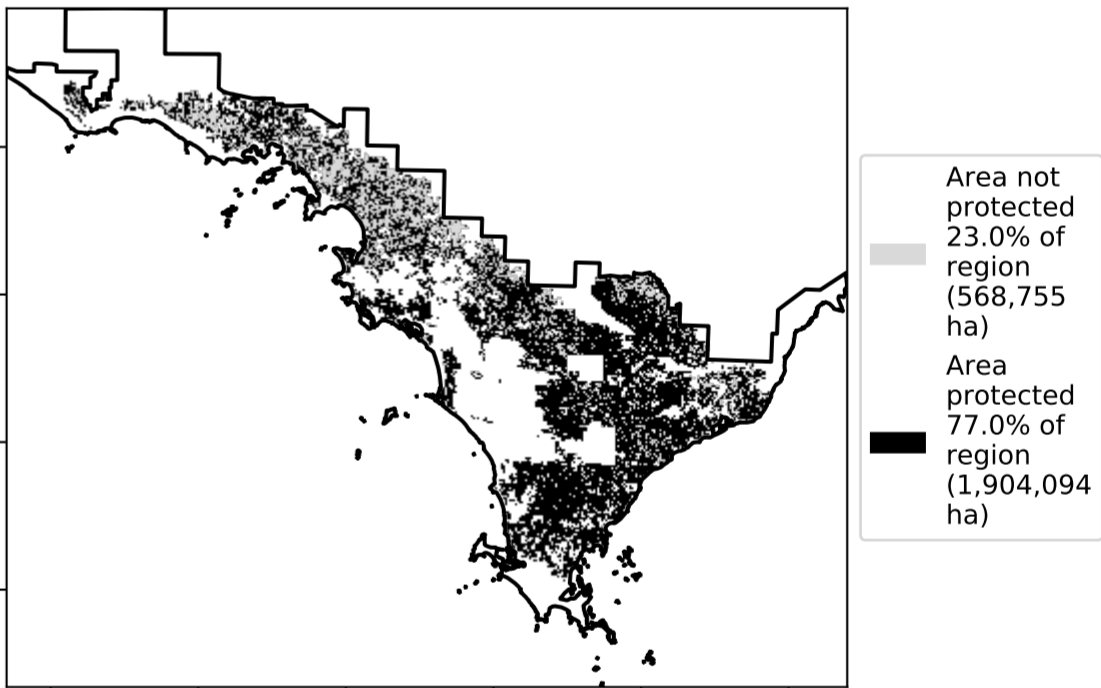 Area not
protected
23.0% of
region
(568,755
ha)
Area
protected
77.0% of
region
(1,904,094
ha)